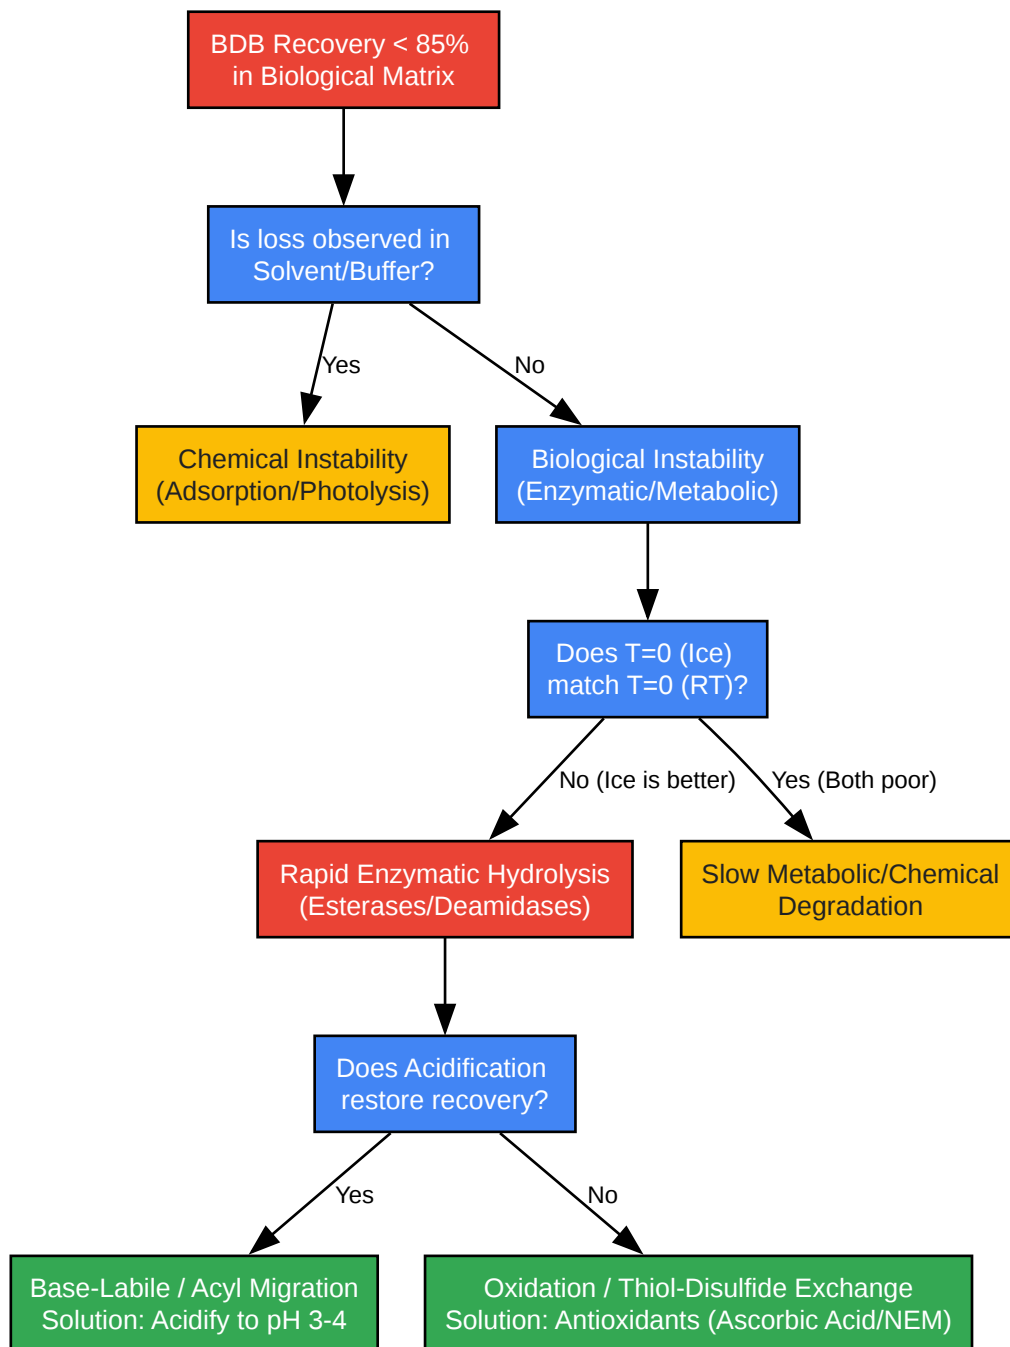 BDB Recovery < 85%
in Biological Matrix
Is loss observed in
Solvent/Buffer?
Yes
No
Chemical Instability
(Adsorption/Photolysis)
Biological Instability
(Enzymatic/Metabolic)
Does T=0 (Ice)
match T=0 (RT)?
No (Ice is better)
Yes (Both poor)
Rapid Enzymatic Hydrolysis
(Esterases/Deamidases)
Slow Metabolic/Chemical
Degradation
Does Acidification
restore recovery?
Yes
No
Base-Labile / Acyl Migration
Solution: Acidify to pH 3-4
Oxidation / Thiol-Disulfide Exchange
Solution: Antioxidants (Ascorbic Acid/NEM)